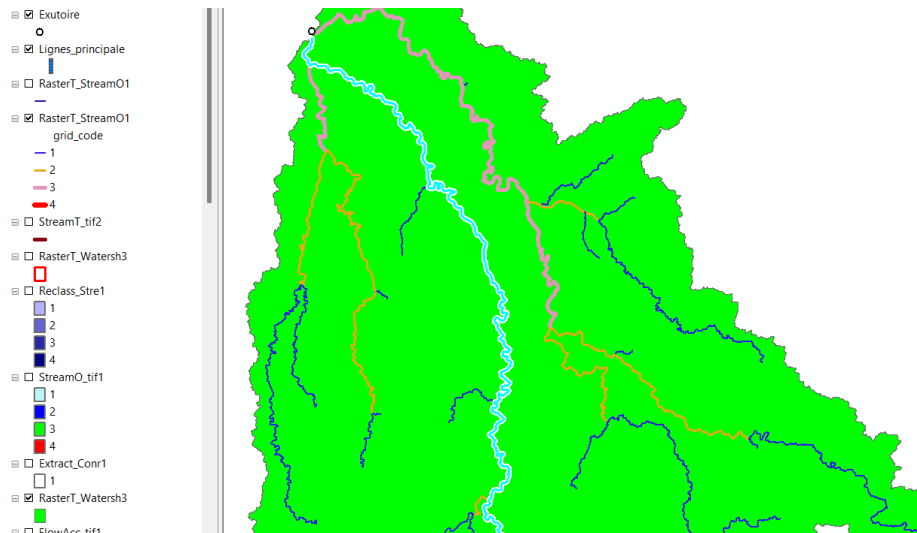 Exutoire
Lignes_principale
RasterT_StreamO1
RasterT_StreamO1
grid_code
1
2
3
4
StreamT_tif2
RasterT_Watersh3
Reclass_Stre1
1
2
3
4
StreamO_tif1
1
2
3
4
Extract_Conr1
1
RasterT_Watersh3
FlowAcc_tif1